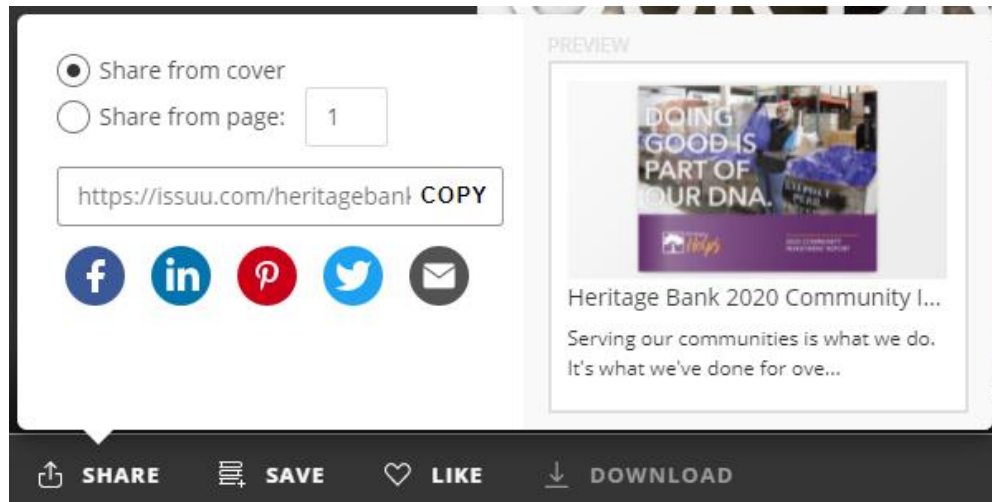 Share from cover
Share from page: 1
https://issuu.com/heritagebank COPY
PREVIEW
DOING
GOOD IS
PART OF
OUR DNA.
Helps
2020 COMMUNITY
INVESTMENT REPORT
Heritage Bank 2020 Community I...
Serving our communities is what we do.
It's what we've done for ove...
SHARE
SAVE
LIKE
DOWNLOAD